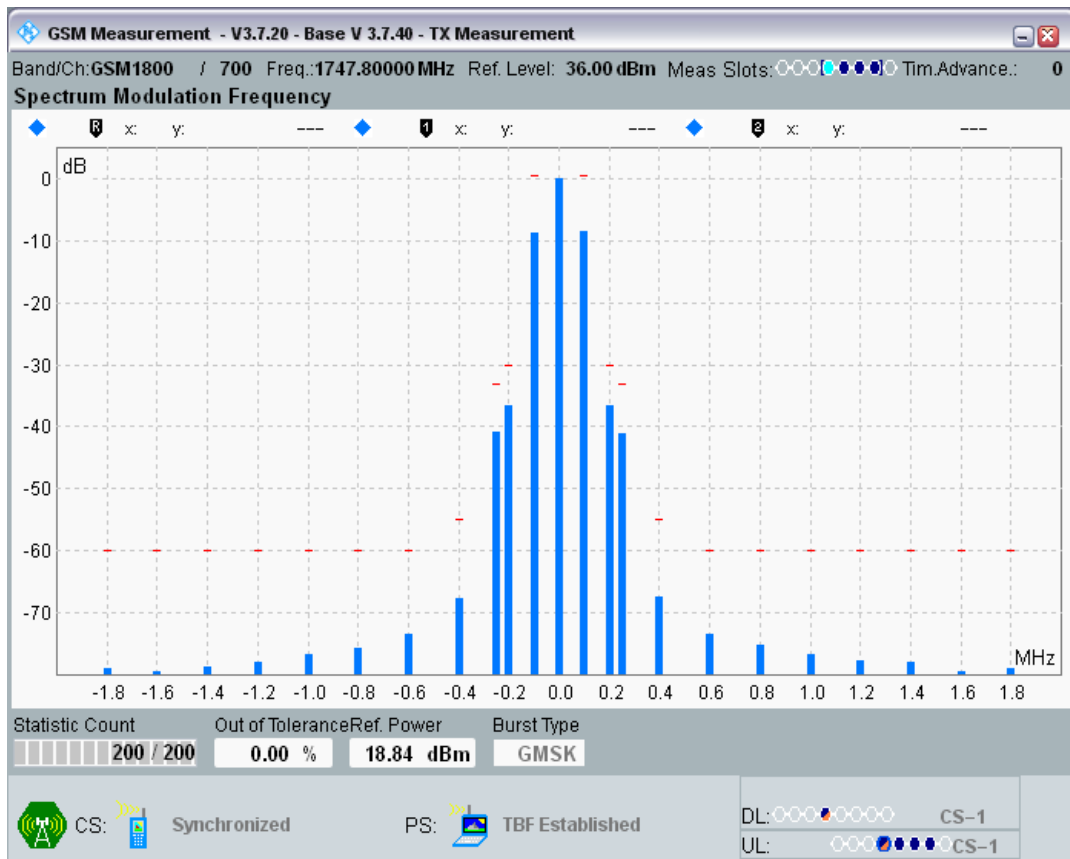 GSM Measurement - V3.7.20 - Base V 3.7.40 - TX Measurement
Band/Ch:GSM1800 / 700 Freq.:1747.80000 MHz Ref. Level: 36.00 dBm Meas Slots: Tim.Advance.: 0
Spectrum Modulation Frequency
R x: y: --- 1 x: y: --- 2 x: y: ---
dB
0
-10
-20
-30
-40
-50
-60
-70
MHz
-1.8 -1.6 -1.4 -1.2 -1.0 -0.8 -0.6 -0.4 -0.2 0.0 0.2 0.4 0.6 0.8 1.0 1.2 1.4 1.6 1.8
Statistic Count Out of Tolerance Ref. Power Burst Type
200 / 200 0.00 % 18.84 dBm GMSK
CS: Synchronized PS: TBF Established
DL: CS-1
UL: CS-1